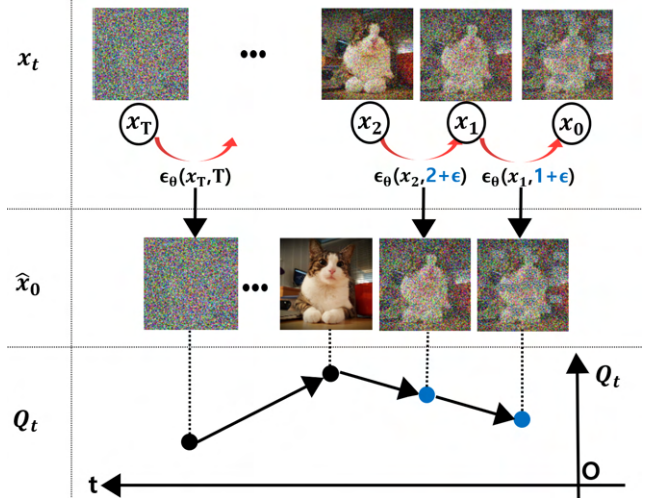 x_t
...
x_T
x_2
x_1
x_0
ϵ_θ(x_T,T)
ϵ_θ(x_2,2+ϵ)
ϵ_θ(x_1,1+ϵ)
x̂_0
...
Q_t
Q_t
t
O